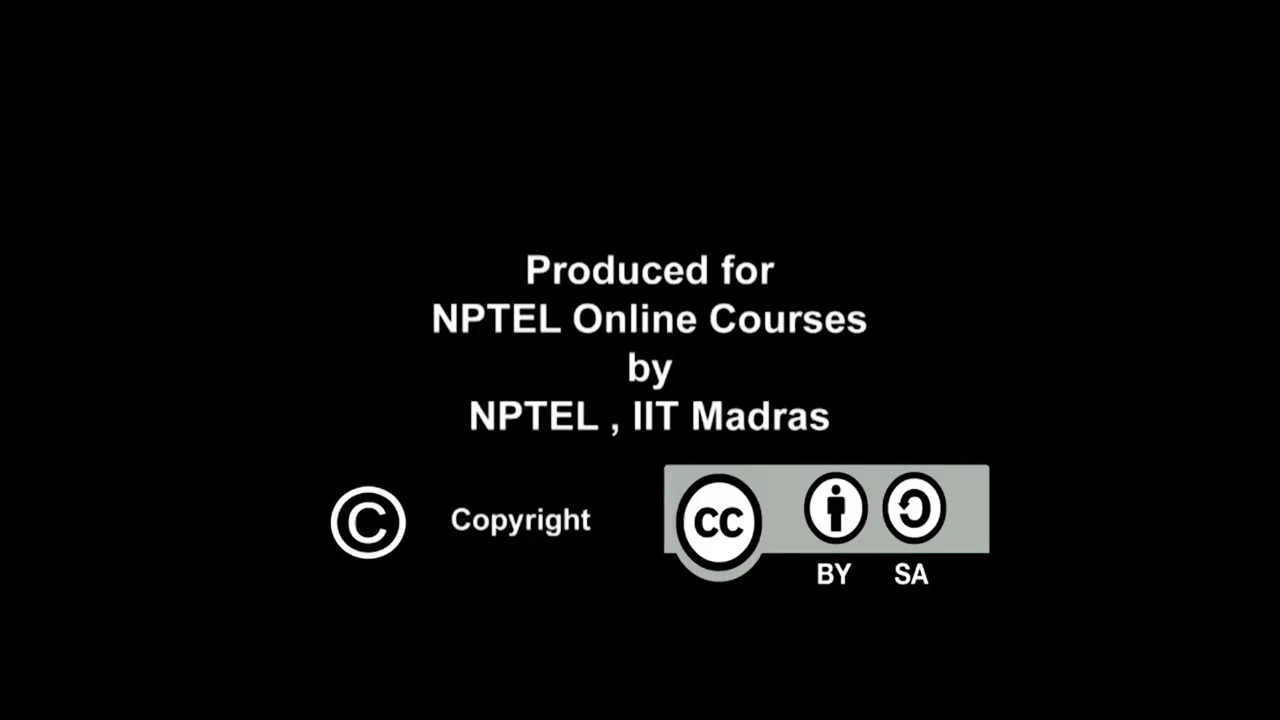 Produced for
NPTEL Online Courses
by
NPTEL , IIT Madras
© Copyright
cc
BY SA